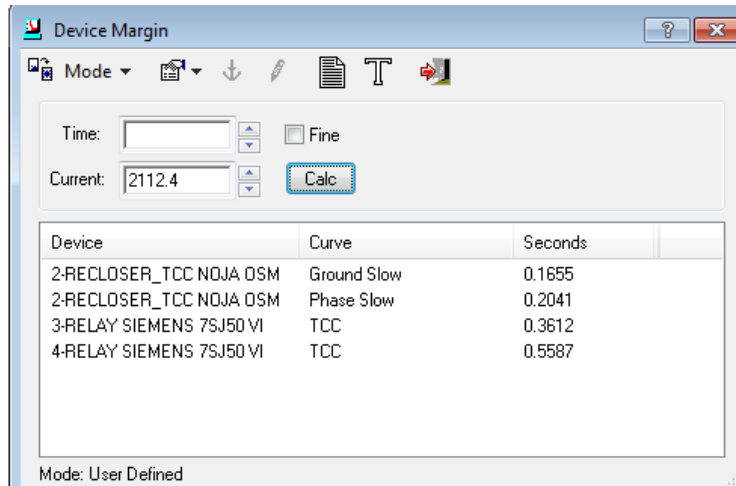 Device Margin
Mode
Time: Fine
Current: 2112.4 Calc
Device Curve Seconds
2-RECLOSER_TCC NOJA OSM Ground Slow 0.1655
2-RECLOSER_TCC NOJA OSM Phase Slow 0.2041
3-RELAY SIEMENS 7SJ50 VI TCC 0.3612
4-RELAY SIEMENS 7SJ50 VI TCC 0.5587
Mode: User Defined